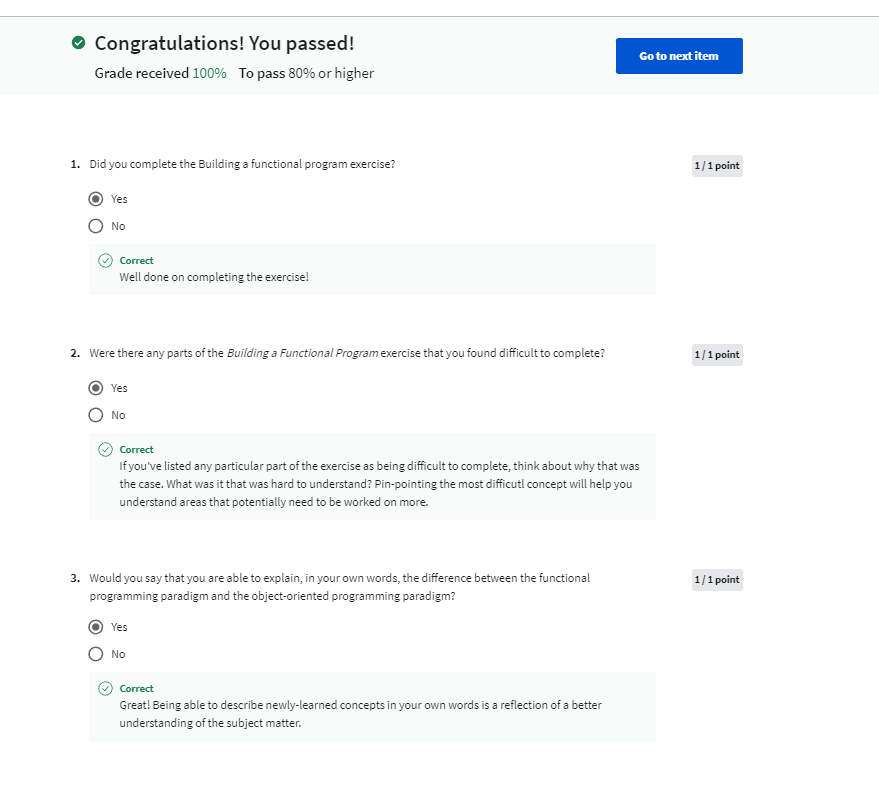 Congratulations! You passed!
Go to next item
Grade received 100% To pass 80% or higher
1. Did you complete the Building a functional program exercise?
1 / 1 point
Yes
No
Correct
Well done on completing the exercise!
2. Were there any parts of the Building a Functional Program exercise that you found difficult to complete?
1 / 1 point
Yes
No
Correct
If you've listed any particular part of the exercise as being difficult to complete, think about why that was
the case. What was it that was hard to understand? Pin-pointing the most difficutl concept will help you
understand areas that potentially need to be worked on more.
3. Would you say that you are able to explain, in your own words, the difference between the functional
1 / 1 point
programming paradigm and the object-oriented programming paradigm?
Yes
No
Correct
Great! Being able to describe newly-learned concepts in your own words is a reflection of a better
understanding of the subject matter.